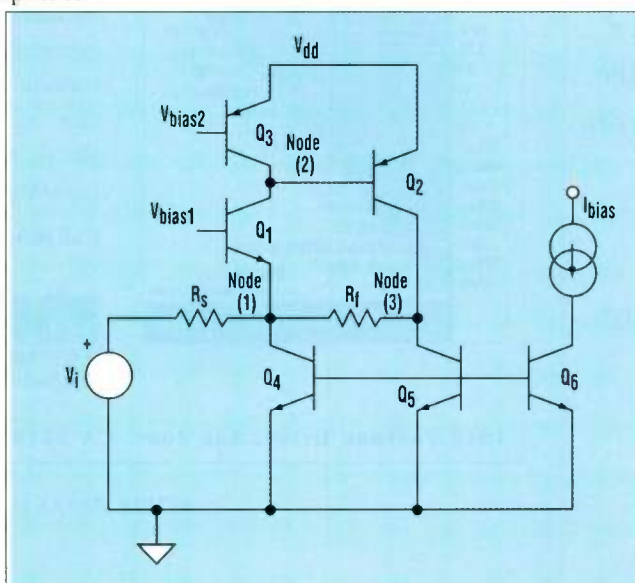 Vdd
Vbias2
Q3
Node
(2)
Q2
Vbias1
Q1
Ibias
Node
(1)
Node
(3)
Rs
Rf
+
Vi
Q4
Q5
Q6